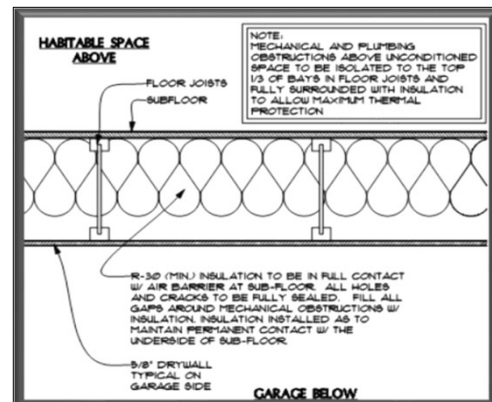 HABITABLE SPACE
ABOVE
NOTE:
MECHANICAL AND PLUMBING
OBSTRUCTIONS ABOVE UNCONDITIONED
SPACE TO BE ISOLATED TO THE TOP
1/3 OF BAYS IN FLOOR JOISTS AND
FULLY SURROUNDED WITH INSULATION
TO ALLOW MAXIMUM THERMAL
PROTECTION
FLOOR JOISTS
SUBFLOOR
R-30 (MIN.) INSULATION TO BE IN FULL CONTACT
W/ AIR BARRIER AT SUB-FLOOR. ALL HOLES
AND CRACKS TO BE FULLY SEALED. FILL ALL
GAPS AROUND MECHANICAL OBSTRUCTIONS W/
INSULATION. INSULATION INSTALLED AS TO
MAINTAIN PERMANENT CONTACT W/ THE
UNDERSIDE OF SUB-FLOOR.
5/8" DRYWALL
TYPICAL ON
GARAGE SIDE
GARAGE BELOW